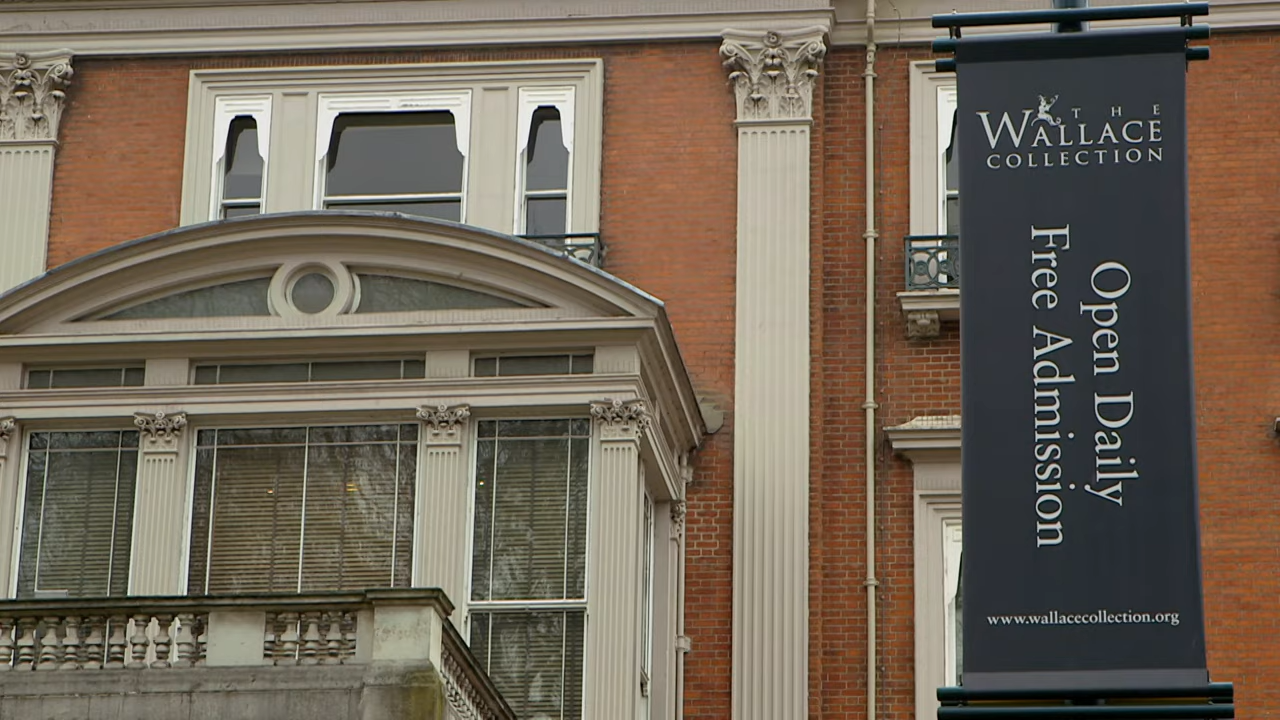 THE
WALLACE
COLLECTION
Open Daily
Free Admission
www.wallacecollection.org